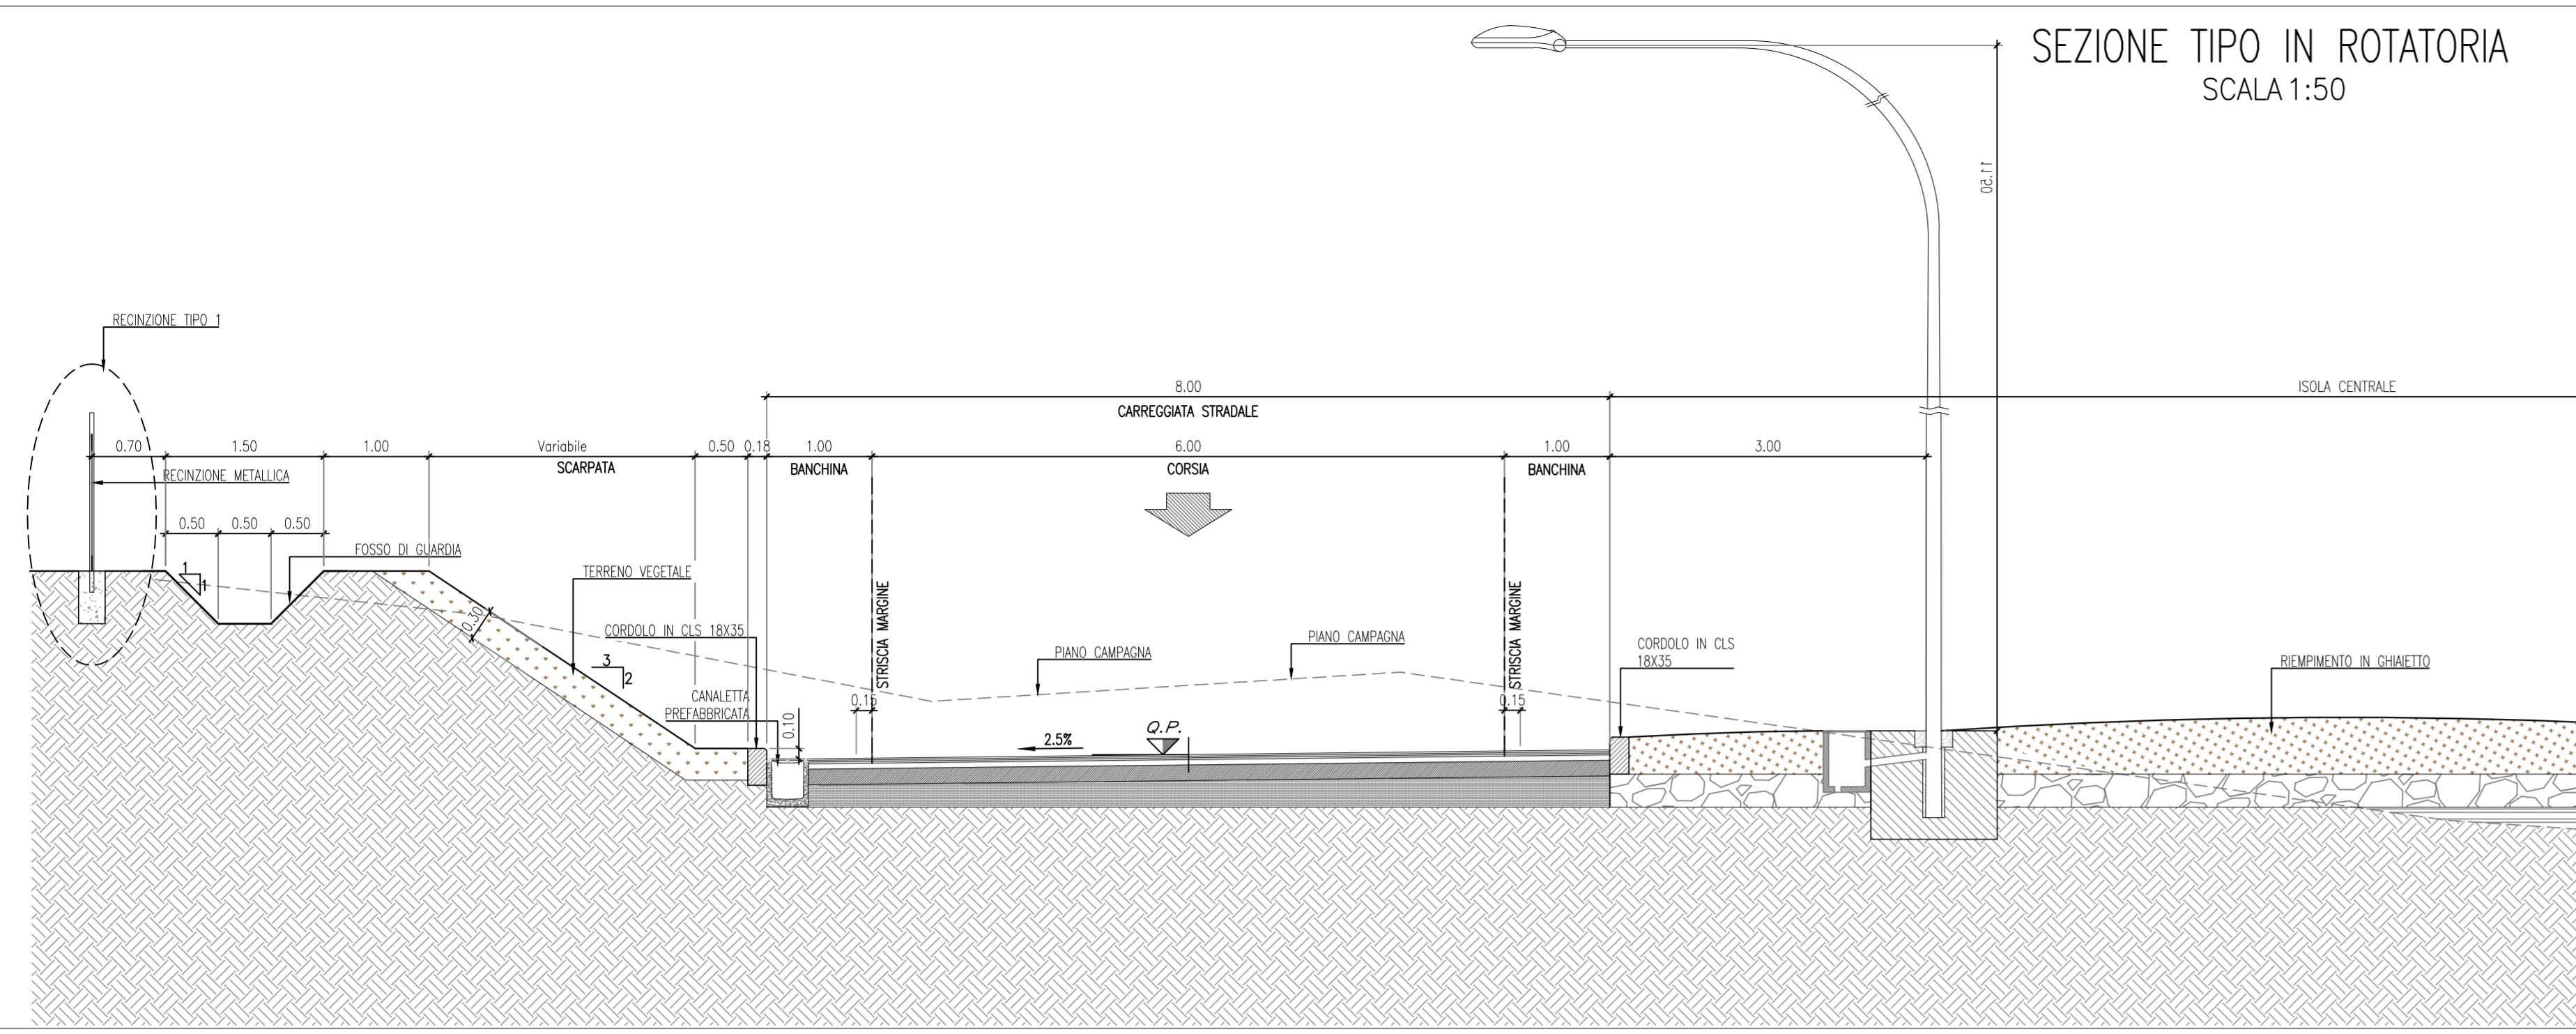 SEZIONE TIPO IN ROTATORIA
SCALA 1:50
11.50
RECINZIONE TIPO 1
8.00
CARREGGIATA STRADALE
ISOLA CENTRALE
0.70
1.50
1.00
Variabile
SCARPATA
0.50
0.18
1.00
BANCHINA
6.00
CORSIA
1.00
BANCHINA
3.00
RECINZIONE METALLICA
0.50
0.50
0.50
FOSSO DI GUARDIA
1
1
TERRENO VEGETALE
0.30
3
2
CORDOLO IN CLS 18X35
CANALETTA
PREFABBRICATA
0.10
0.15
STRISCIA MARGINE
PIANO CAMPAGNA
PIANO CAMPAGNA
2.5%
Q.P.
STRISCIA MARGINE
0.15
CORDOLO IN CLS
18X35
RIEMPIMENTO IN GHIAIETTO